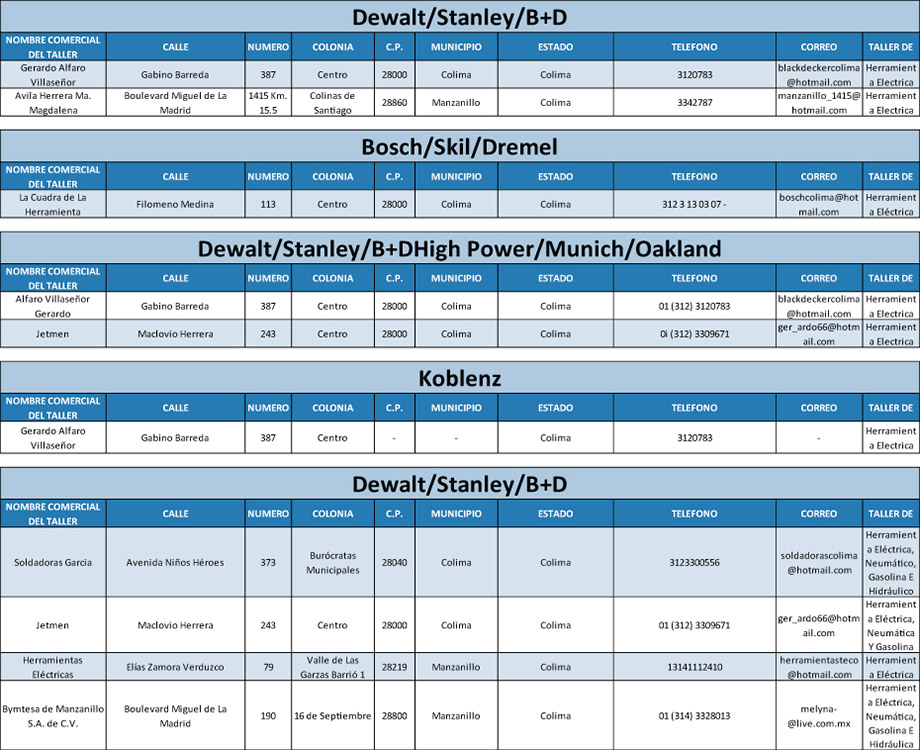 Dewalt/Stanley/B+D
NOMBRE COMERCIAL DEL TALLER CALLE NUMERO COLONIA C.P. MUNICIPIO ESTADO TELEFONO CORREO TALLER DE
Gerardo Alfaro Villaseñor Gabino Barreda 387 Centro 28000 Colima Colima 3120783 blackdeckercolima@hotmail.com Herramienta Electrica
Avila Herrera Ma. Magdalena Boulevard Miguel de La Madrid 1415 Km. 15.5 Colinas de Santiago 28860 Manzanillo Colima 3342787 manzanillo_1415@hotmail.com Herramienta Electrica
Bosch/Skil/Dremel
NOMBRE COMERCIAL DEL TALLER CALLE NUMERO COLONIA C.P. MUNICIPIO ESTADO TELEFONO CORREO TALLER DE
La Cuadra de La Herramienta Filomeno Medina 113 Centro 28000 Colima Colima 312 3 13 03 07 - boschcolima@hotmail.com Herramienta Eléctrica
Dewalt/Stanley/B+DHigh Power/Munich/Oakland
NOMBRE COMERCIAL DEL TALLER CALLE NUMERO COLONIA C.P. MUNICIPIO ESTADO TELEFONO CORREO TALLER DE
Alfaro Villaseñor Gerardo Gabino Barreda 387 Centro 28000 Colima Colima 01 (312) 3120783 blackdeckercolima@hotmail.com Herramienta Electrica
Jetmen Maclovio Herrera 243 Centro 28000 Colima Colima 0i (312) 3309671 ger_ardo66@hotmail.com Herramienta Electrica
Koblenz
NOMBRE COMERCIAL DEL TALLER CALLE NUMERO COLONIA C.P. MUNICIPIO ESTADO TELEFONO CORREO TALLER DE
Gerardo Alfaro Villaseñor Gabino Barreda 387 Centro - - Colima 3120783 - Herramienta Electrica
Dewalt/Stanley/B+D
NOMBRE COMERCIAL DEL TALLER CALLE NUMERO COLONIA C.P. MUNICIPIO ESTADO TELEFONO CORREO TALLER DE
Soldadoras Garcia Avenida Niños Héroes 373 Burócratas Municipales 28040 Colima Colima 3123300556 soldadorascolima@hotmail.com Herramienta Eléctrica, Neumático, Gasolina E Hidráulico
Jetmen Maclovio Herrera 243 Centro 28000 Colima Colima 01 (312) 3309671 ger_ardo66@hotmail.com Herramienta Eléctrica, Neumática Y Gasolina
Herramientas Eléctricas Elías Zamora Verduzco 79 Valle de Las Garzas Barrió 1 28219 Manzanillo Colima 13141112410 herramientasteco@hotmail.com Herramienta Eléctrica
Bymtesa de Manzanillo S.A. de C.V. Boulevard Miguel de La Madrid 190 16 de Septiembre 28800 Manzanillo Colima 01 (314) 3328013 melyna-@live.com.mx Herramienta Eléctrica, Neumática, Gasolina E Hidráulica